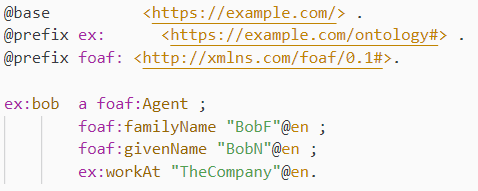 @base <https://example.com/> .
@prefix ex: <https://example.com/ontology#> .
@prefix foaf: <http://xmlns.com/foaf/0.1#>.
ex:bob a foaf:Agent ;
foaf:familyName "BobF"@en ;
foaf:givenName "BobN"@en ;
ex:workAt "TheCompany"@en.